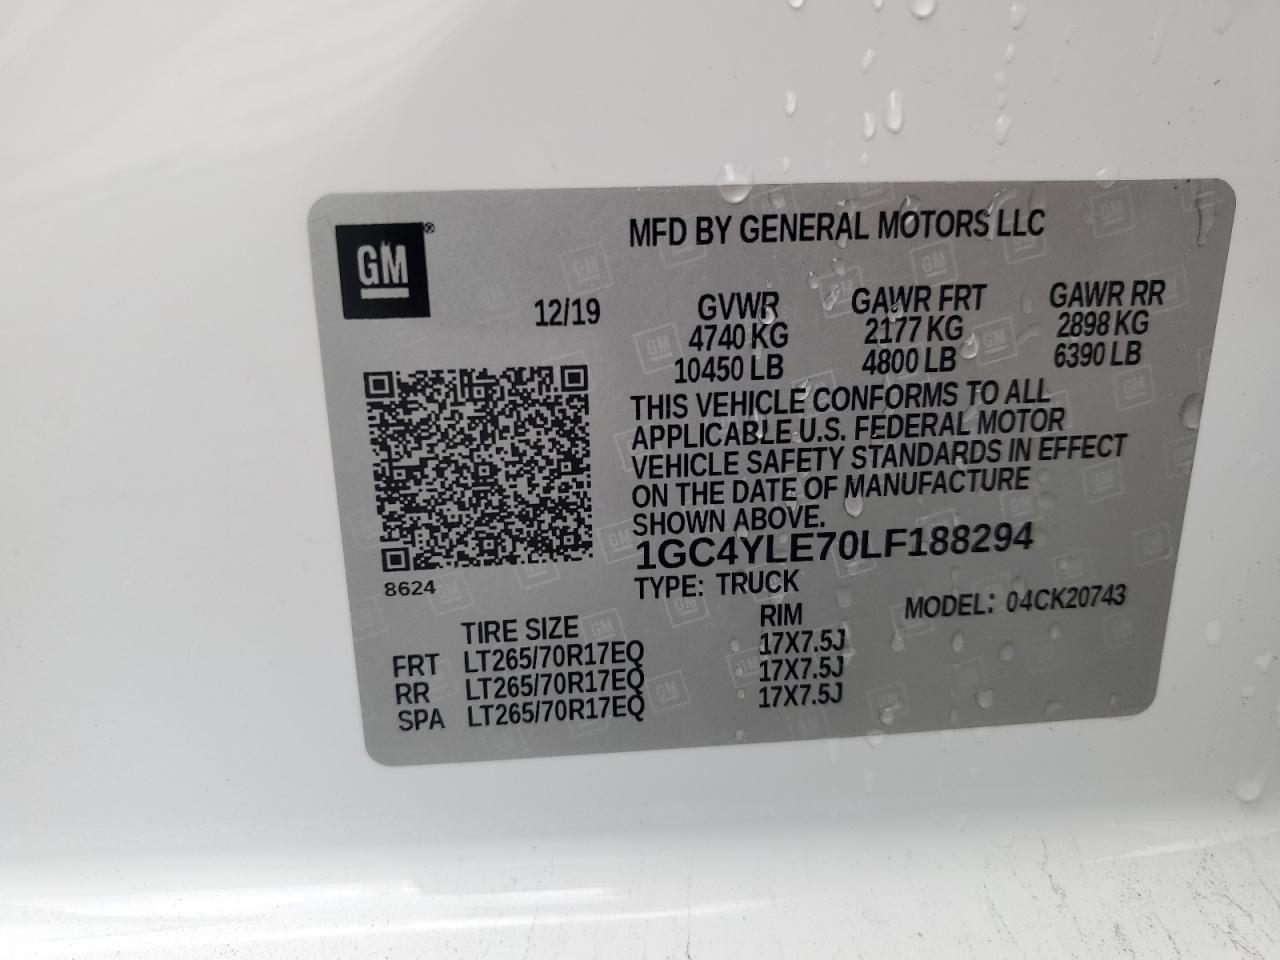 GM®
MFD BY GENERAL MOTORS LLC
12/19 GVWR GAWR FRT GAWR RR
4740 KG 2177 KG 2898 KG
10450 LB 4800 LB 6390 LB
THIS VEHICLE CONFORMS TO ALL
APPLICABLE U.S. FEDERAL MOTOR
VEHICLE SAFETY STANDARDS IN EFFECT
ON THE DATE OF MANUFACTURE
SHOWN ABOVE.
1GC4YLE70LF188294
8624
TYPE: TRUCK
MODEL: 04CK20743
TIRE SIZE RIM
FRT LT265/70R17EQ 17X7.5J
RR LT265/70R17EQ 17X7.5J
SPA LT265/70R17EQ 17X7.5J